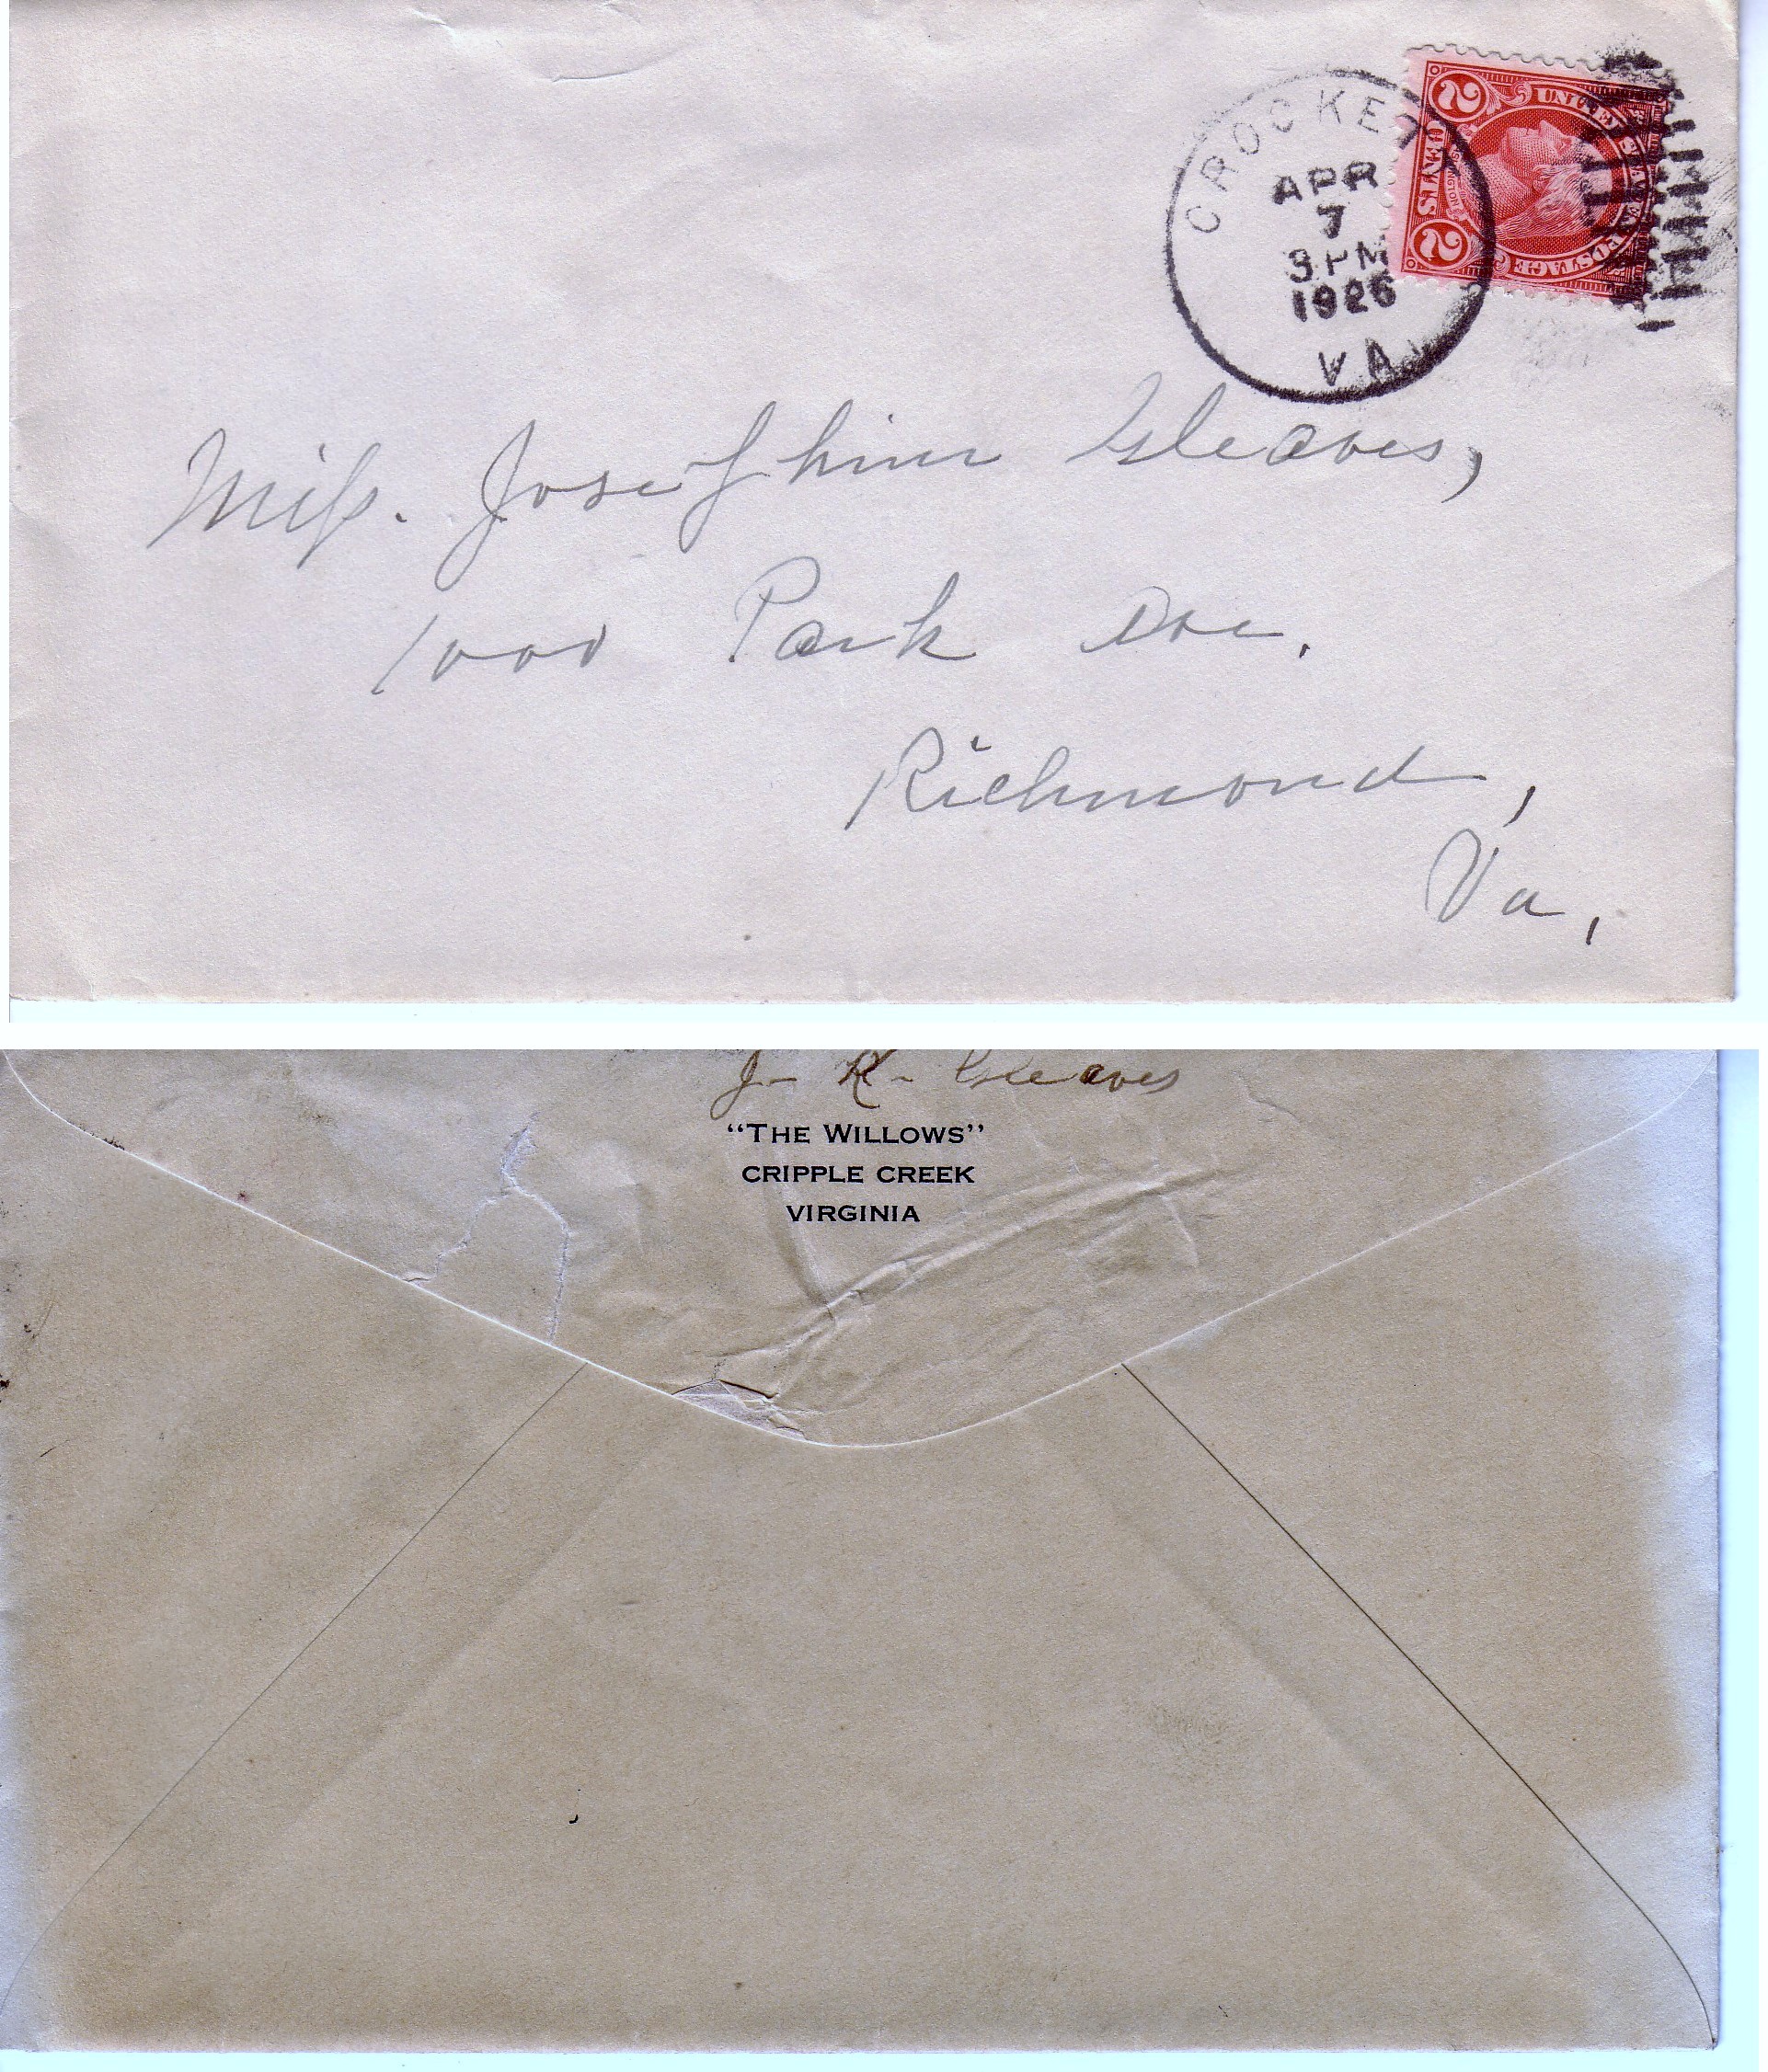 CROCKETT
APR
7
3 PM
1926
VA.
UNITED STATES POSTAGE
WASHINGTON
2 CENTS 2
Miss. Josephine Gleaves,
1000 Park Ave.
Richmond,
Va,
J- K- Gleaves
“THE WILLOWS”
CRIPPLE CREEK
VIRGINIA